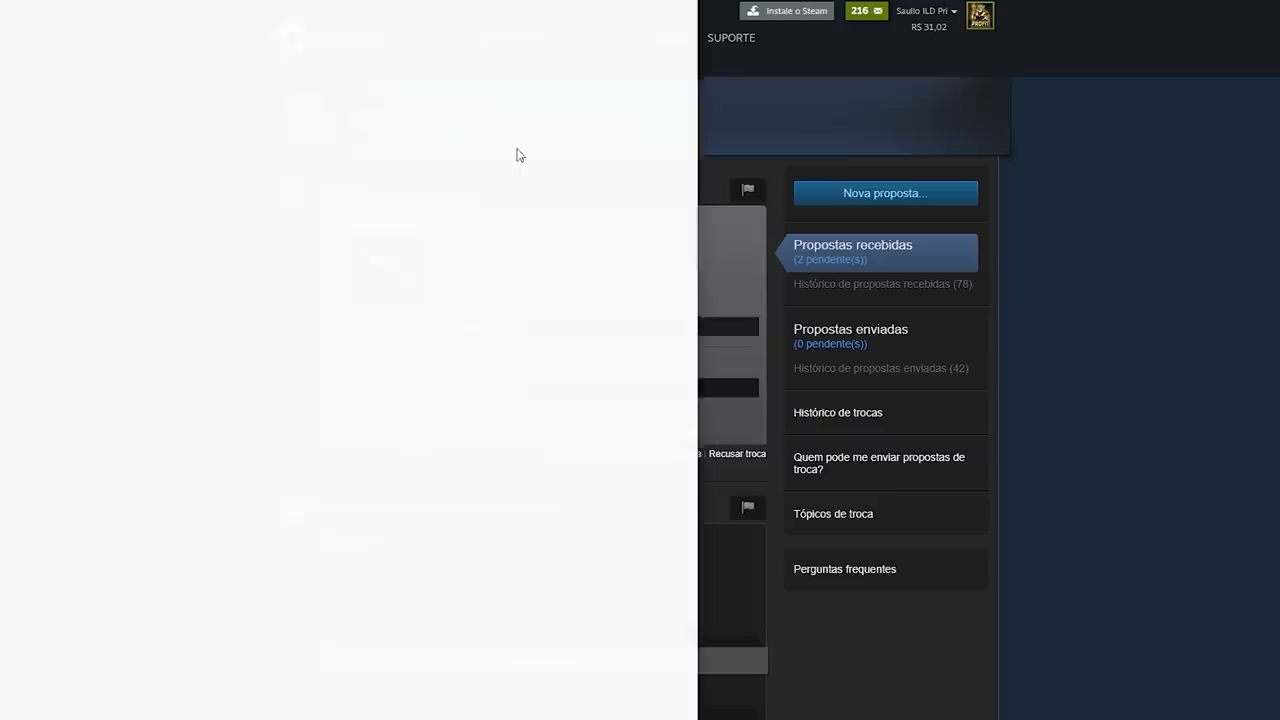 Instale o Steam
216
Saullo ILD Pri
R$ 31,02
PROFIT
SUPORTE
Nova proposta...
Propostas recebidas
(2 pendente(s))
Histórico de propostas recebidas (78)
Propostas enviadas
(0 pendente(s))
Histórico de propostas enviadas (42)
Histórico de trocas
a | Recusar troca
Quem pode me enviar propostas de
troca?
Tópicos de troca
Perguntas frequentes